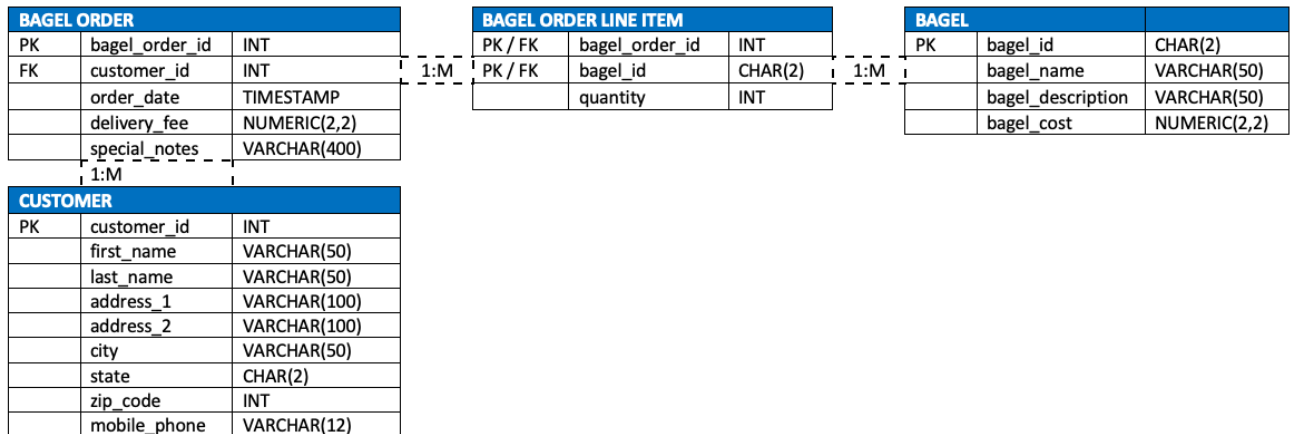 BAGEL ORDER
PK bagel_order_id INT
FK customer_id INT
order_date TIMESTAMP
delivery_fee NUMERIC(2,2)
special_notes VARCHAR(400)
1:M
BAGEL ORDER LINE ITEM
PK / FK bagel_order_id INT
PK / FK bagel_id CHAR(2)
quantity INT
1:M
BAGEL
PK bagel_id CHAR(2)
bagel_name VARCHAR(50)
bagel_description VARCHAR(50)
bagel_cost NUMERIC(2,2)
1:M
CUSTOMER
PK customer_id INT
first_name VARCHAR(50)
last_name VARCHAR(50)
address_1 VARCHAR(100)
address_2 VARCHAR(100)
city VARCHAR(50)
state CHAR(2)
zip_code INT
mobile_phone VARCHAR(12)